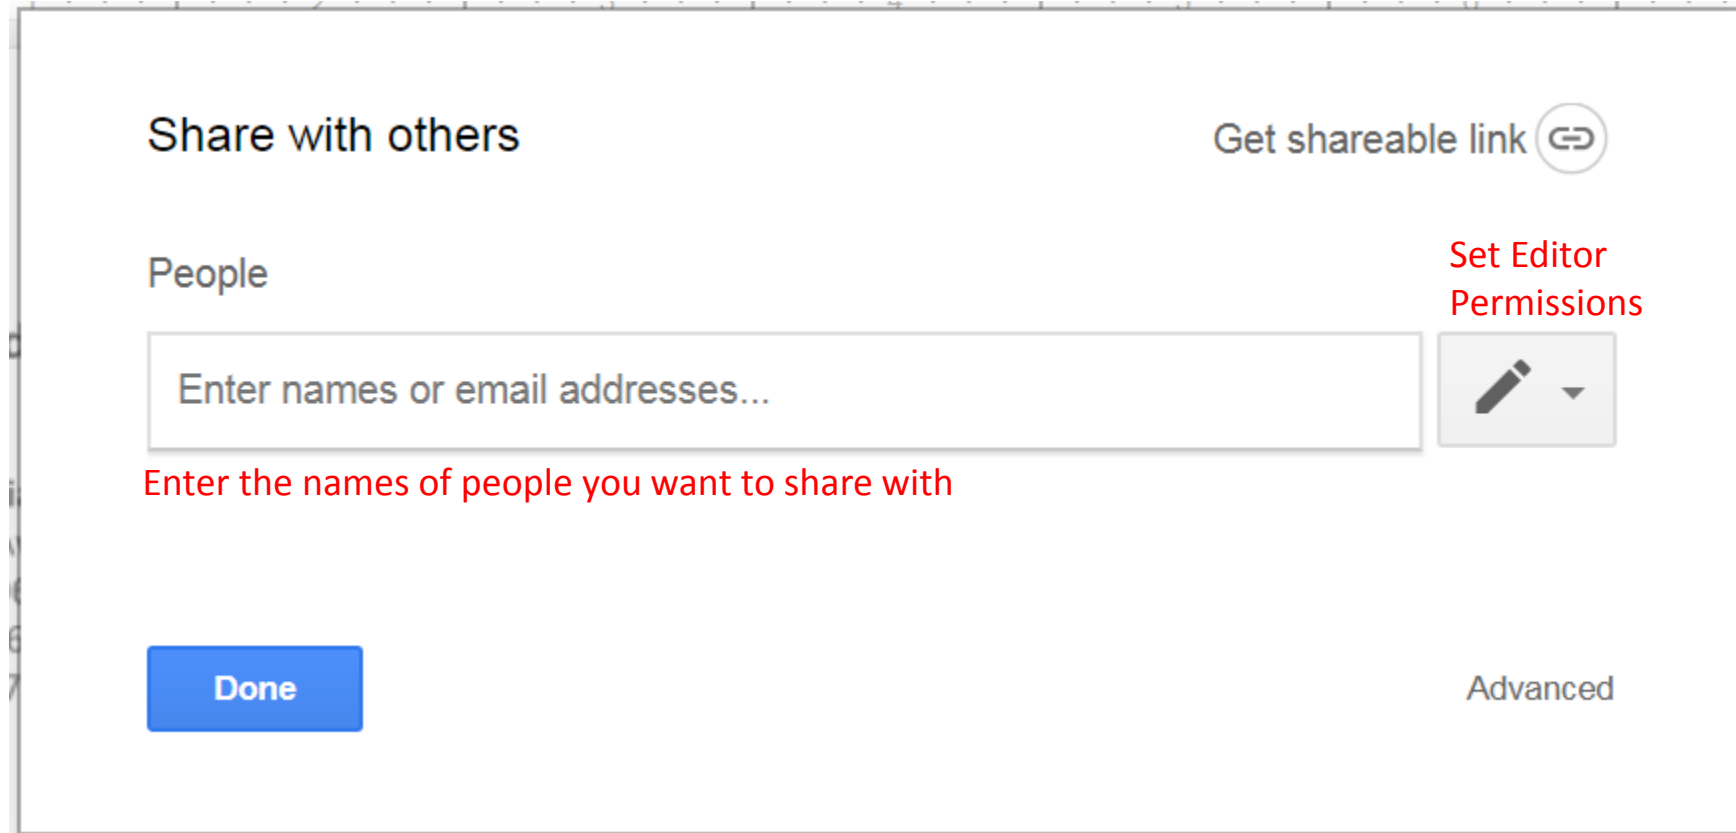 Share with others
Get shareable link
Set Editor
Permissions
People
Enter names or email addresses...
Enter the names of people you want to share with
Done
Advanced